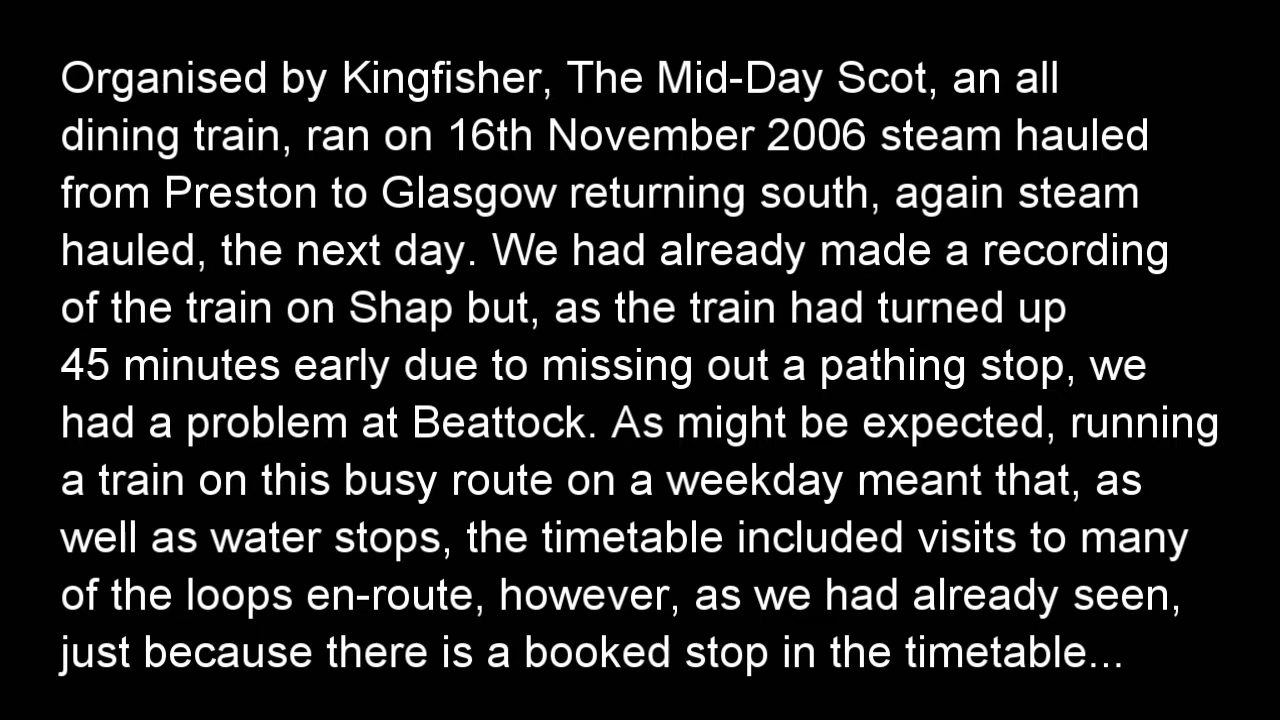 Organised by Kingfisher, The Mid-Day Scot, an all
dining train, ran on 16th November 2006 steam hauled
from Preston to Glasgow returning south, again steam
hauled, the next day. We had already made a recording
of the train on Shap but, as the train had turned up
45 minutes early due to missing out a pathing stop, we
had a problem at Beattock. As might be expected, running
a train on this busy route on a weekday meant that, as
well as water stops, the timetable included visits to many
of the loops en-route, however, as we had already seen,
just because there is a booked stop in the timetable...